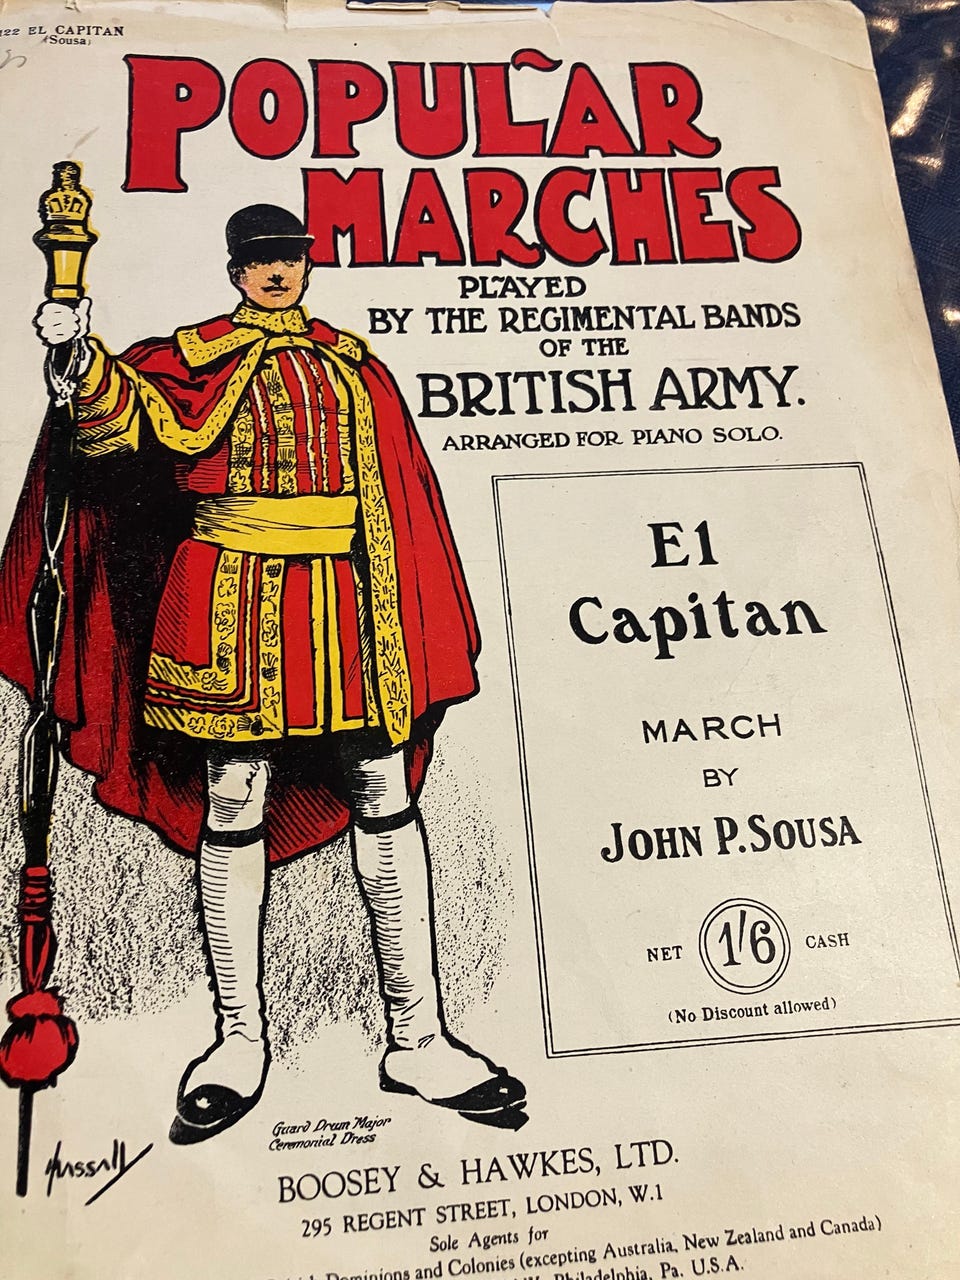 122 EL CAPITAN
(Sousa)
POPULAR
MARCHES
PLAYED
BY THE REGIMENTAL BANDS
OF THE
BRITISH ARMY.
ARRANGED FOR PIANO SOLO.
El
Capitan
MARCH
BY
JOHN P. SOUSA
NET 1/6 CASH
(No Discount allowed)
Guard Drum Major
Ceremonial Dress
Hassall
BOOSEY & HAWKES, LTD.
295 REGENT STREET, LONDON, W.1
Sole Agents for
Dominions and Colonies (excepting Australia, New Zealand and Canada)
Philadelphia, Pa. U.S.A.